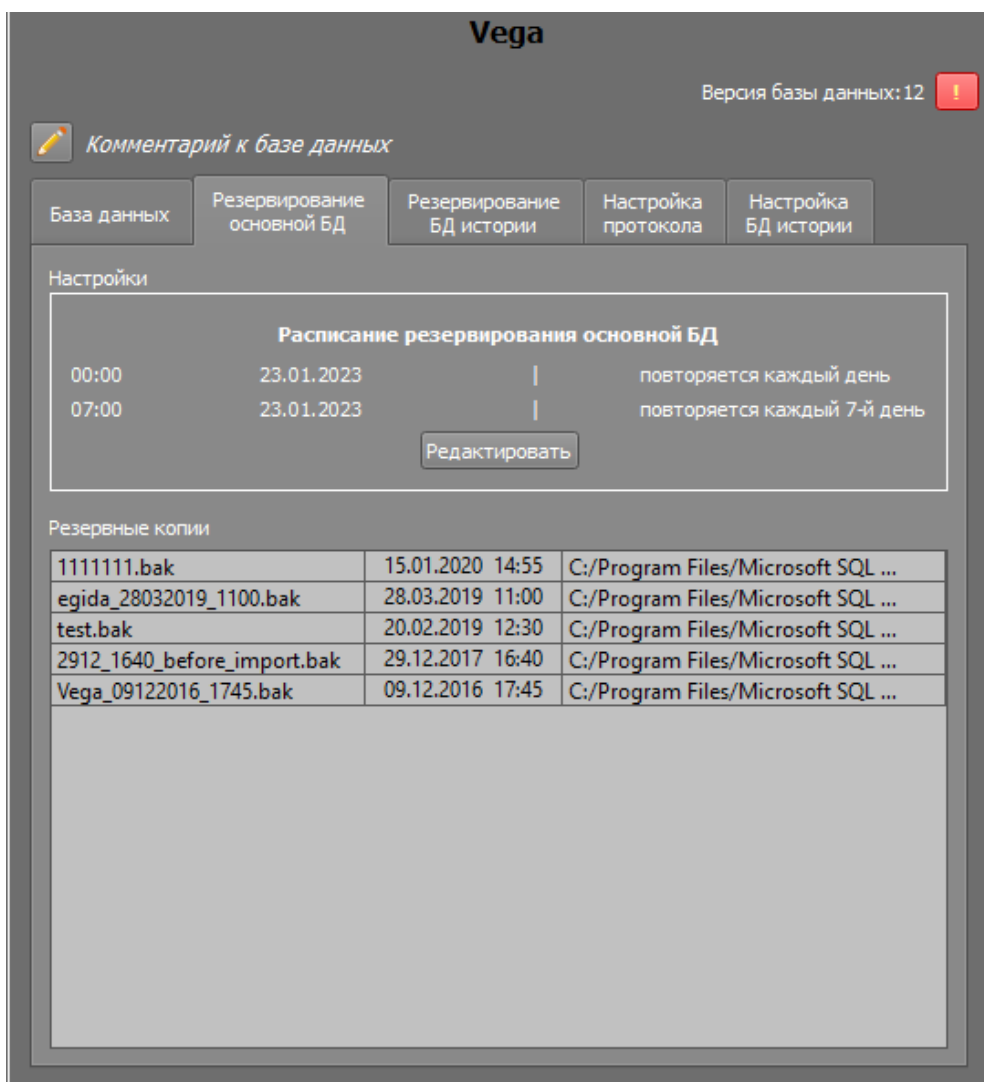 Vega
Версия базы данных:12 !
Комментарий к базе данных
База данных
Резервирование
основной БД
Резервирование
БД истории
Настройка
протокола
Настройка
БД истории
Настройки
Расписание резервирования основной БД
00:00 23.01.2023 | повторяется каждый день
07:00 23.01.2023 | повторяется каждый 7-й день
Редактировать
Резервные копии
1111111.bak 15.01.2020 14:55 C:/Program Files/Microsoft SQL ...
egida_28032019_1100.bak 28.03.2019 11:00 C:/Program Files/Microsoft SQL ...
test.bak 20.02.2019 12:30 C:/Program Files/Microsoft SQL ...
2912_1640_before_import.bak 29.12.2017 16:40 C:/Program Files/Microsoft SQL ...
Vega_09122016_1745.bak 09.12.2016 17:45 C:/Program Files/Microsoft SQL ...